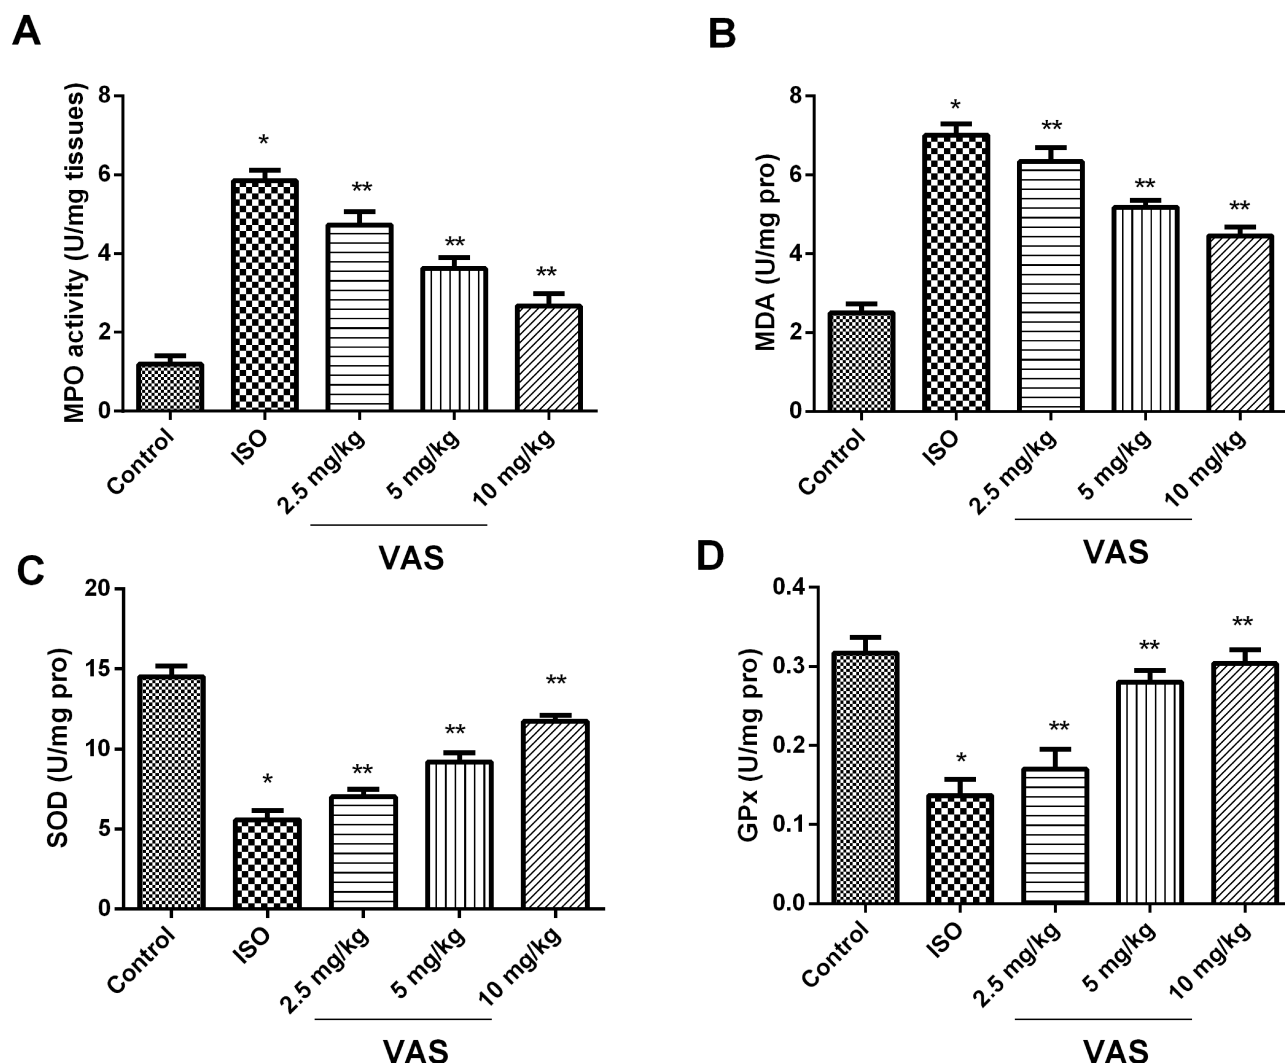 A
MPO activity (U/mg tissues)
8
6
4
2
0
*
**
**
**
Control
ISO
2.5 mg/kg
5 mg/kg
10 mg/kg
VAS
B
MDA (U/mg pro)
8
6
4
2
0
*
**
**
**
Control
ISO
2.5 mg/kg
5 mg/kg
10 mg/kg
VAS
C
SOD (U/mg pro)
20
15
10
5
0
*
**
**
**
Control
ISO
2.5 mg/kg
5 mg/kg
10 mg/kg
VAS
D
GPx (U/mg pro)
0.4
0.3
0.2
0.1
0.0
*
**
**
**
Control
ISO
2.5 mg/kg
5 mg/kg
10 mg/kg
VAS